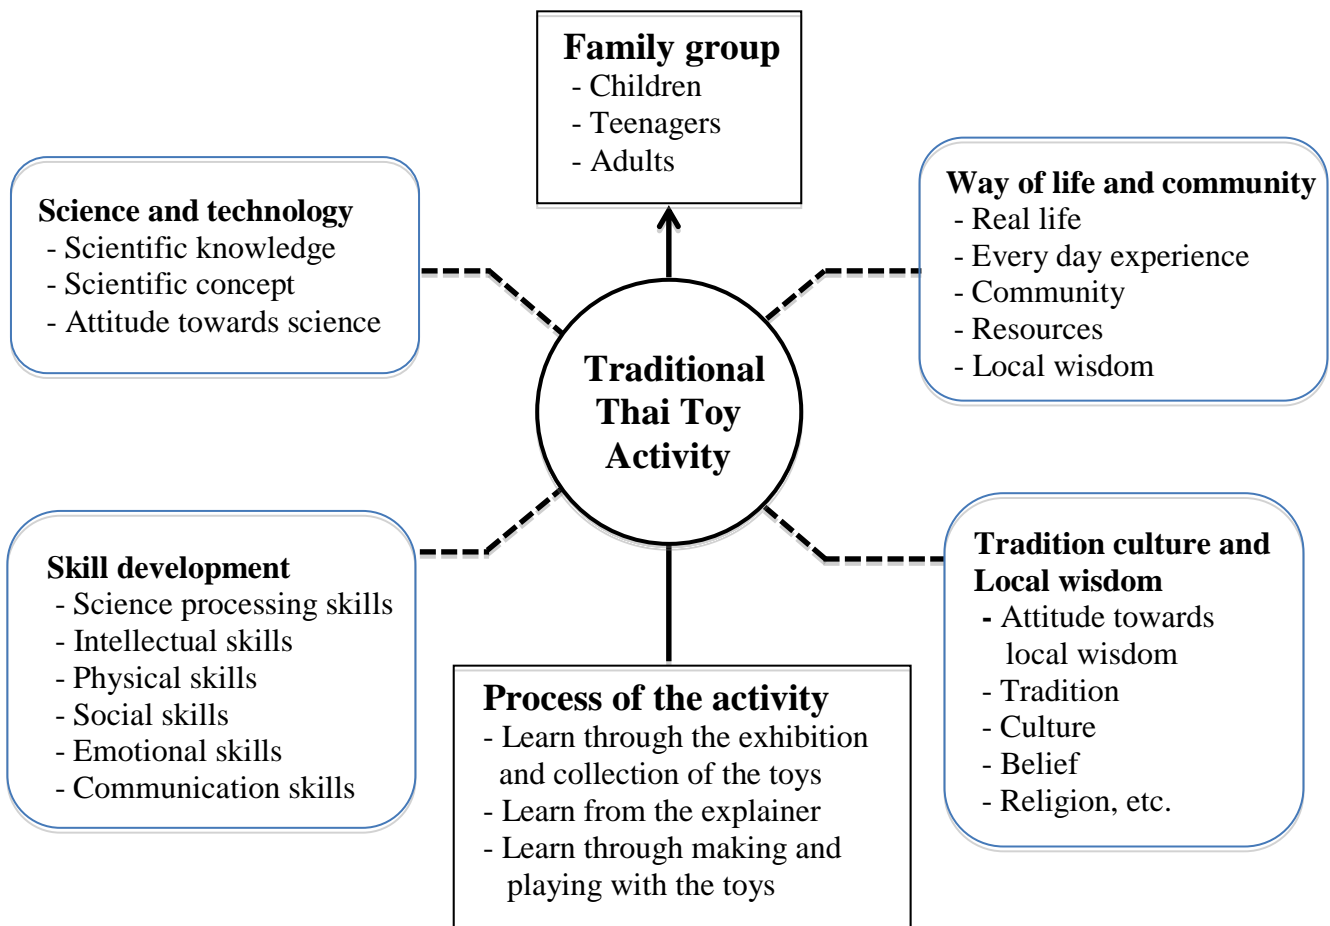 Family group
- Children
- Teenagers
- Adults
Science and technology
- Scientific knowledge
- Scientific concept
- Attitude towards science
Way of life and community
- Real life
- Every day experience
- Community
- Resources
- Local wisdom
Traditional
Thai Toy
Activity
Skill development
- Science processing skills
- Intellectual skills
- Physical skills
- Social skills
- Emotional skills
- Communication skills
Process of the activity
- Learn through the exhibition
and collection of the toys
- Learn from the explainer
- Learn through making and
playing with the toys
Tradition culture and
Local wisdom
- Attitude towards
local wisdom
- Tradition
- Culture
- Belief
- Religion, etc.